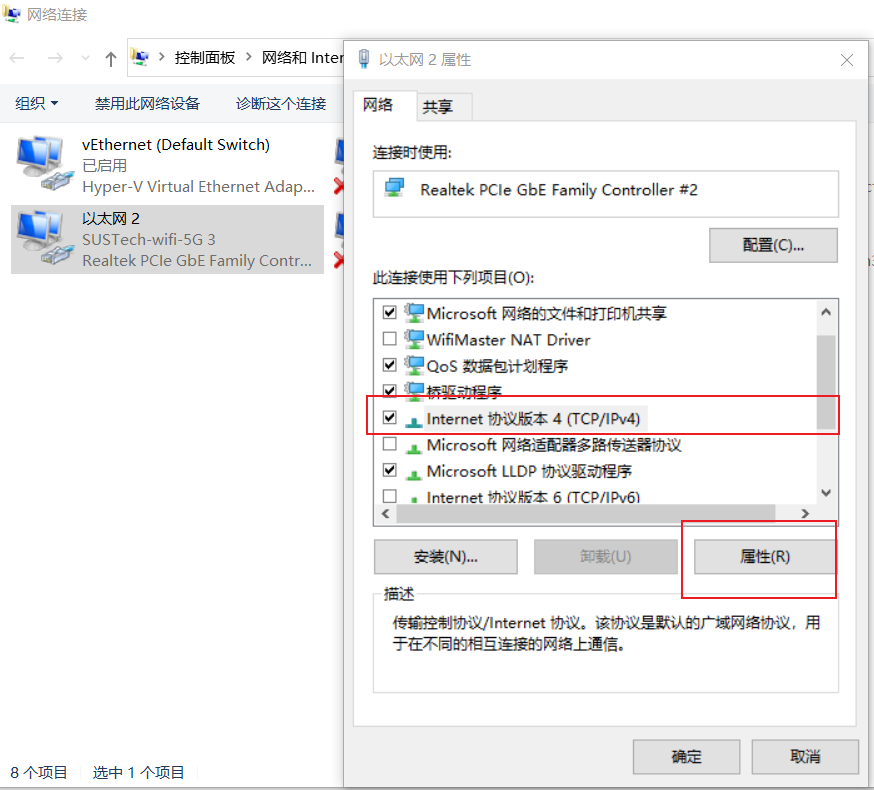 网络连接
控制面板 网络和 Inter
组织 禁用此网络设备 诊断这个连接
vEthernet (Default Switch)
已启用
Hyper-V Virtual Ethernet Adap...
以太网 2
SUSTech-wifi-5G 3
Realtek PCIe GbE Family Contr...
8 个项目 选中 1 个项目
以太网 2 属性
网络 共享
连接时使用:
Realtek PCIe GbE Family Controller #2
配置(C)...
此连接使用下列项目(O):
Microsoft 网络的文件和打印机共享
WifiMaster NAT Driver
QoS 数据包计划程序
桥驱动程序
Internet 协议版本 4 (TCP/IPv4)
Microsoft 网络适配器多路传送器协议
Microsoft LLDP 协议驱动程序
Internet 协议版本 6 (TCP/IPv6)
安装(N)... 卸载(U) 属性(R)
描述
传输控制协议/Internet 协议。该协议是默认的广域网络协议，用
于在不同的相互连接的网络上通信。
确定 取消